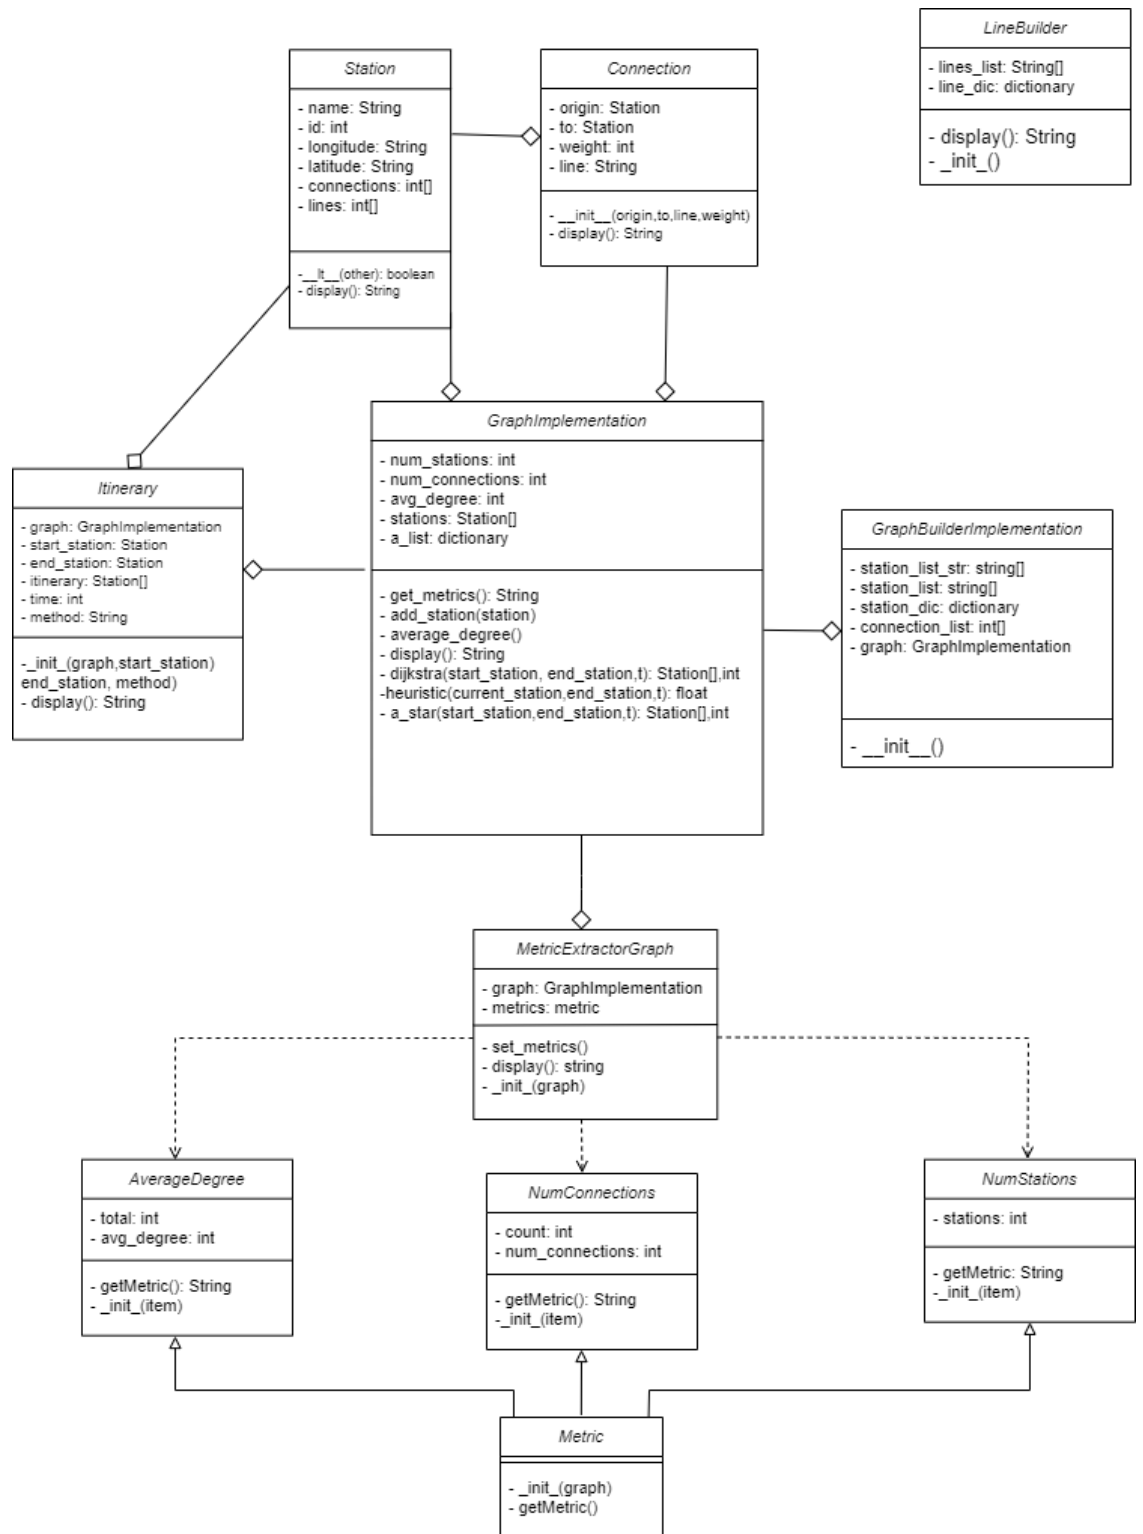 LineBuilder
- lines_list: String[]
- line_dic: dictionary
- display(): String
- _init_()
Station
- name: String
- id: int
- longitude: String
- latitude: String
- connections: int[]
- lines: int[]
-__lt__(other): boolean
- display(): String
Connection
- origin: Station
- to: Station
- weight: int
- line: String
- __init__(origin,to,line,weight)
- display(): String
GraphImplementation
- num_stations: int
- num_connections: int
- avg_degree: int
- stations: Station[]
- a_list: dictionary
- get_metrics(): String
- add_station(station)
- average_degree()
- display(): String
- dijkstra(start_station, end_station,t): Station[],int
-heuristic(current_station,end_station,t): float
- a_star(start_station,end_station,t): Station[],int
Itinerary
- graph: GraphImplementation
- start_station: Station
- end_station: Station
- itinerary: Station[]
- time: int
- method: String
-_init_(graph,start_station)
end_station, method)
- display(): String
GraphBuilderImplementation
- station_list_str: string[]
- station_list: string[]
- station_dic: dictionary
- connection_list: int[]
- graph: GraphImplementation
- __init__()
MetricExtractorGraph
- graph: GraphImplementation
- metrics: metric
- set_metrics()
- display(): string
- _init_(graph)
AverageDegree
- total: int
- avg_degree: int
- getMetric(): String
- _init_(item)
NumConnections
- count: int
- num_connections: int
- getMetric(): String
-_init_(item)
NumStations
- stations: int
- getMetric: String
-_init_(item)
Metric
- _init_(graph)
- getMetric()